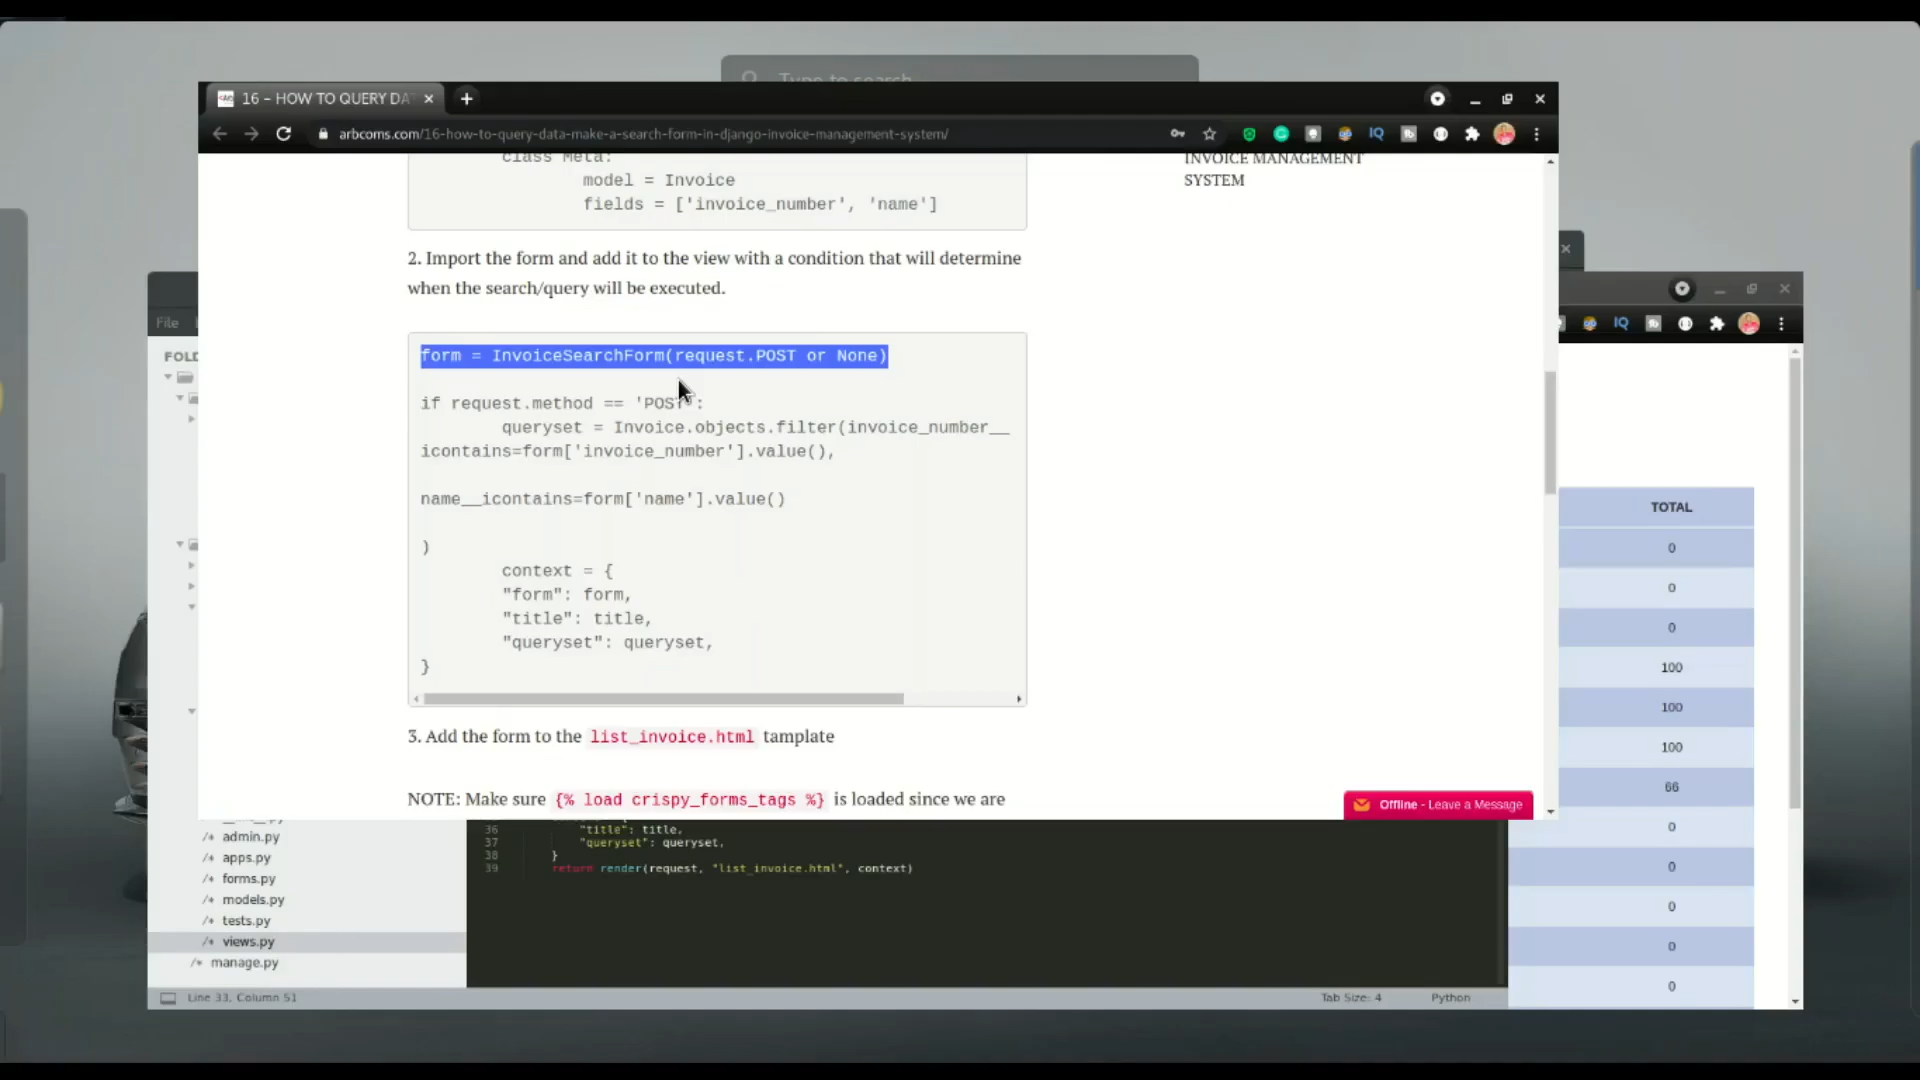 Type to search
16 – HOW TO QUERY DAT
arbcoms.com/16-how-to-query-data-make-a-search-form-in-django-invoice-management-system/
IQ
class Meta:
model = Invoice
fields = ['invoice_number', 'name']
INVOICE MANAGEMENT
SYSTEM
2. Import the form and add it to the view with a condition that will determine
when the search/query will be executed.
form = InvoiceSearchForm(request.POST or None)
if request.method == 'POST':
queryset = Invoice.objects.filter(invoice_number__
icontains=form['invoice_number'].value(),
name__icontains=form['name'].value()
)
context = {
"form": form,
"title": title,
"queryset": queryset,
}
3. Add the form to the list_invoice.html tamplate
NOTE: Make sure {% load crispy_forms_tags %} is loaded since we are
Offline - Leave a Message
File
FOLD
IQ
TOTAL
0
0
0
100
100
100
66
0
0
0
0
0
/* admin.py
/* apps.py
/* forms.py
/* models.py
/* tests.py
/* views.py
/* manage.py
36 "title": title,
37 "queryset": queryset,
38 }
39 return render(request, "list_invoice.html", context)
Line 33, Column 51
Tab Size: 4
Python